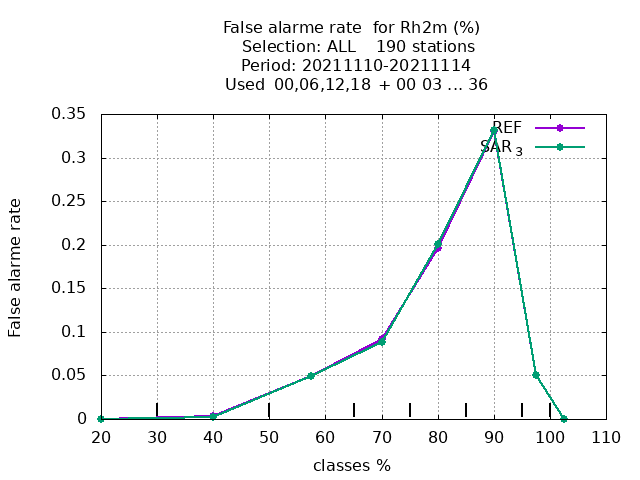 False alarme rate  for Rh2m (%)
Selection: ALL    190 stations
Period: 20211110-20211114
Used  00,06,12,18  + 00 03 ... 36
0.35
0.3
0.25
0.2
0.15
0.1
0.05
0
False alarme rate
REF
SAR 3
20 30 40 50 60 70 80 90 100 110
classes %